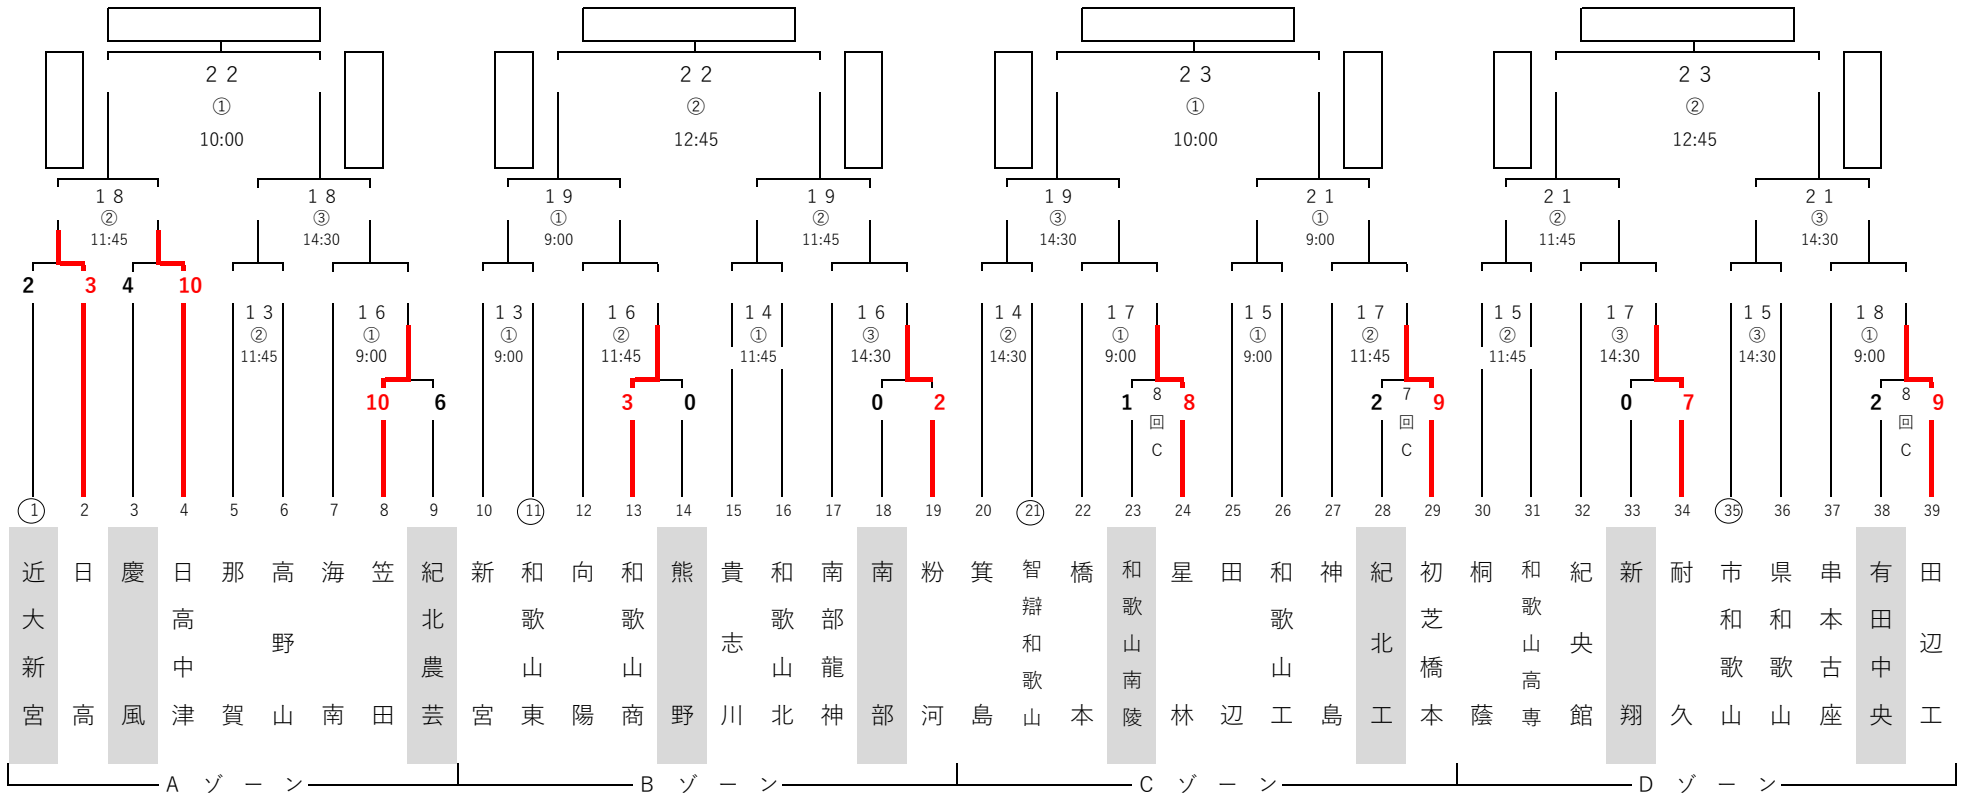 ２２ ２２ ２３ ２３
① ② ① ②
10:00 12:45 10:00 12:45
１８ １８ １９ １９ １９ ２１ ２１ ２１
② ③ ① ② ③ ① ② ③
11:45 14:30 9:00 11:45 14:30 9:00 11:45 14:30
2 3 4 10
１３ １６ １３ １６ １４ １６ １４ １７ １５ １７ １５ １７ １５ １８
② ① ① ② ① ③ ② ① ① ② ② ③ ③ ①
11:45 9:00 9:00 11:45 11:45 14:30 14:30 9:00 9:00 11:45 11:45 14:30 14:30 9:00
10 6 3 0 0 2 1 8 2 9 0 7 2 9
8回C 7回C 8回C
1 2 3 4 5 6 7 8 9 10 11 12 13 14 15 16 17 18 19 20 21 22 23 24 25 26 27 28 29 30 31 32 33 34 35 36 37 38 39
近大新宮
日高
慶風
日高中津
那賀
高野山
海南
笠田
紀北農芸
新宮
和歌山東
向陽
和歌山商
熊野
貴志川
和歌山北
南部龍神
南部
粉河
箕島
智辯和歌山
橋本
和歌山南陵
星林
田辺
和歌山工
神島
紀北工
初芝橋本
桐蔭
和歌山高専
紀央館
新翔
耐久
市和歌山
県和歌山
串本古座
有田中央
田辺工
Aゾーン Bゾーン Cゾーン Dゾーン